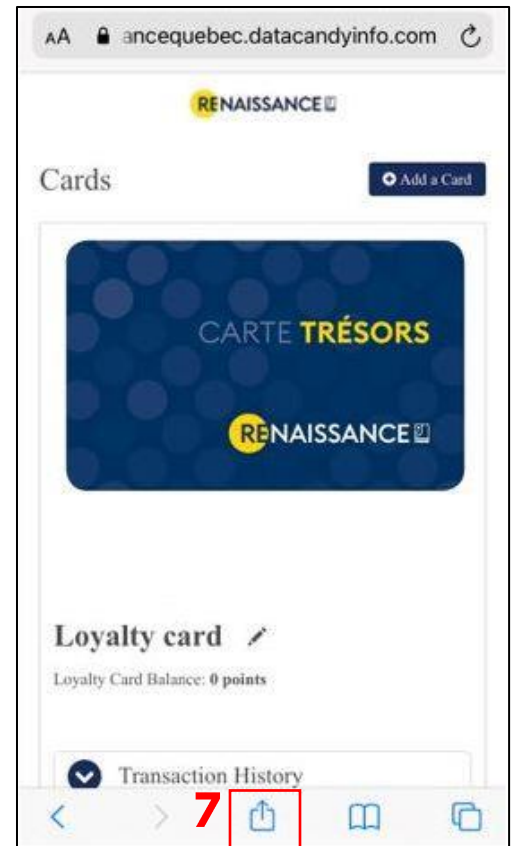 AA ancequebec.datacandyinfo.com
RENAISSANCE
Cards
Add a Card
CARTE TRÉSORS
RENAISSANCE
Loyalty card
Loyalty Card Balance: 0 points
Transaction History
7